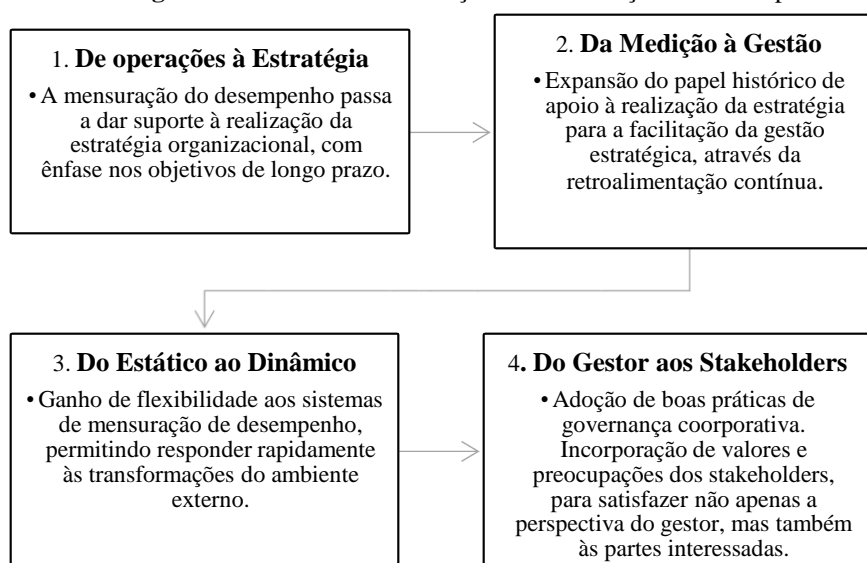 1. De operações à Estratégia
• A mensuração do desempenho passa
a dar suporte à realização da
estratégia organizacional, com
ênfase nos objetivos de longo prazo.
2. Da Medição à Gestão
• Expansão do papel histórico de
apoio à realização da estratégia
para a facilitação da gestão
estratégica, através da
retroalimentação contínua.
3. Do Estático ao Dinâmico
• Ganho de flexibilidade aos sistemas
de mensuração de desempenho,
permitindo responder rapidamente
às transformações do ambiente
externo.
4. Do Gestor aos Stakeholders
• Adoção de boas práticas de
governança coorporativa.
Incorporação de valores e
preocupações dos stakeholders,
para satisfazer não apenas a
perspectiva do gestor, mas também
às partes interessadas.